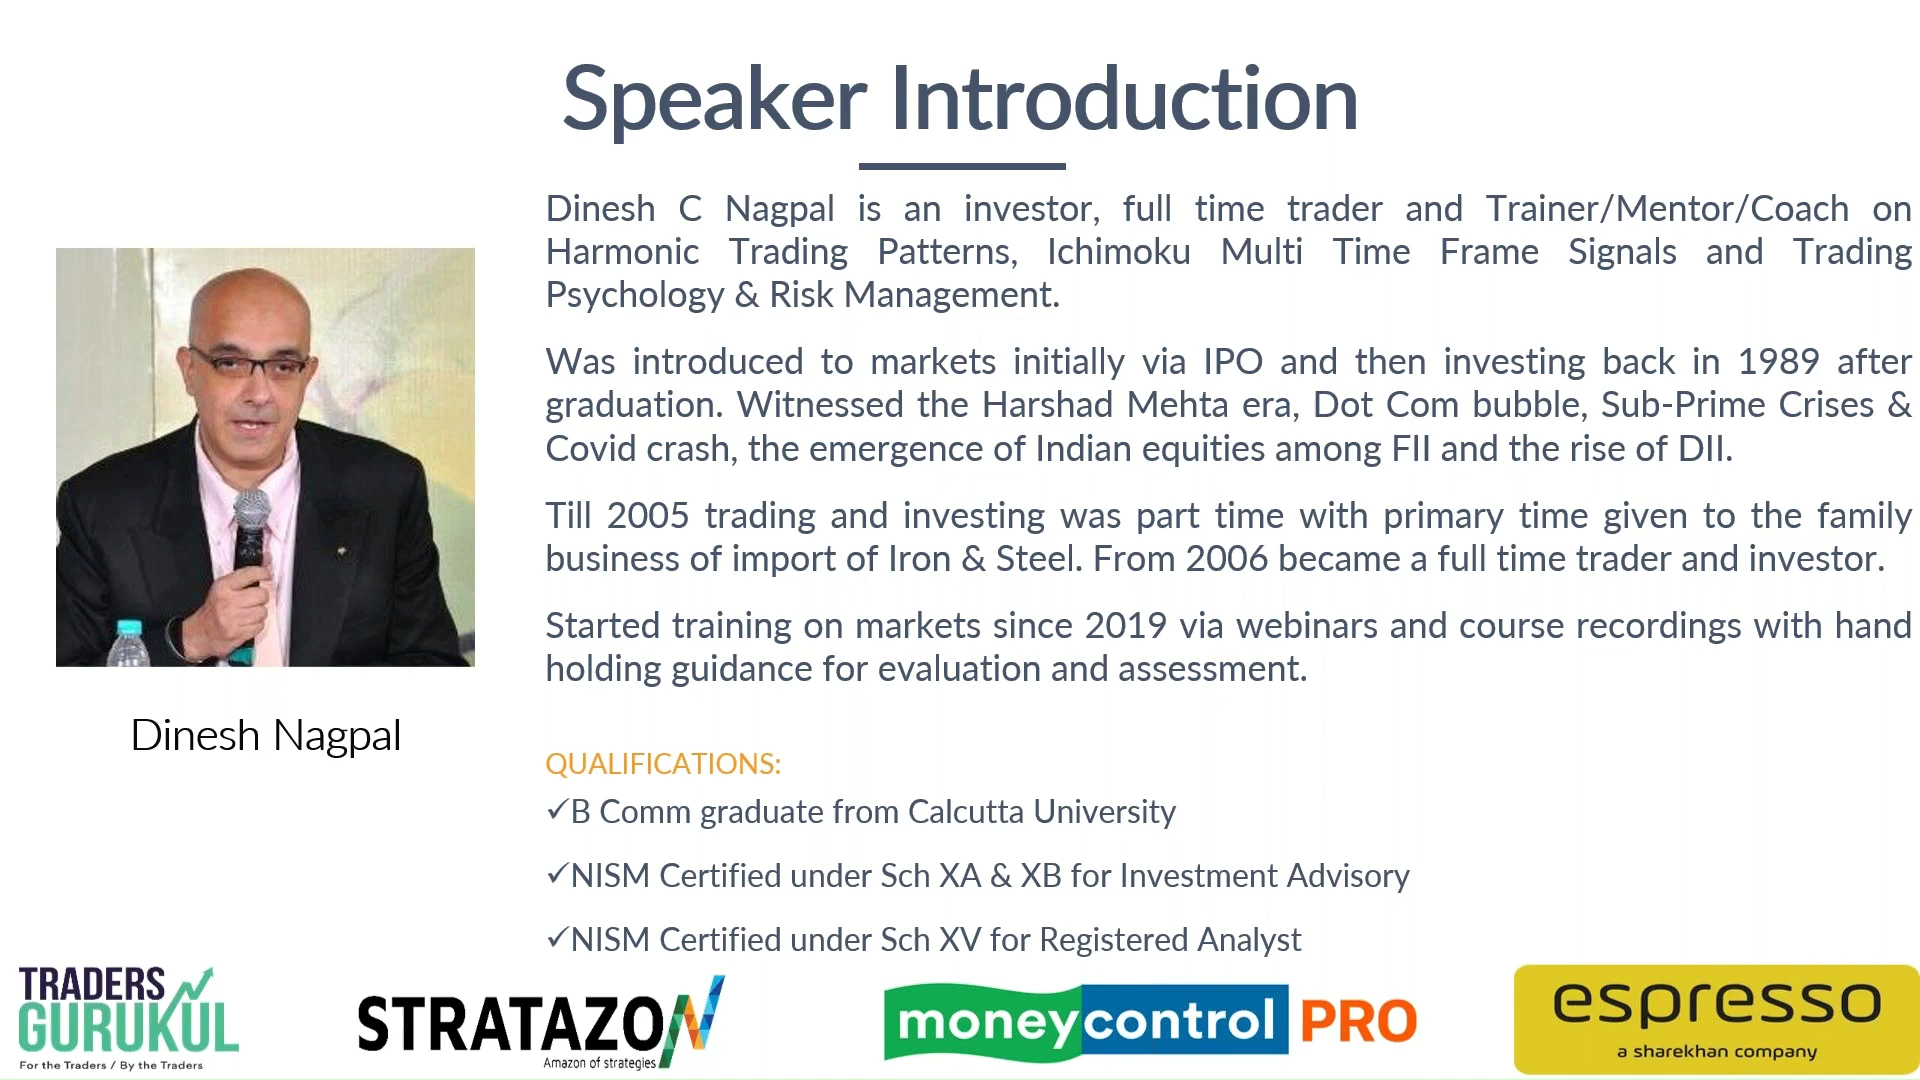 Speaker Introduction
Dinesh C Nagpal is an investor, full time trader and Trainer/Mentor/Coach on
Harmonic Trading Patterns, Ichimoku Multi Time Frame Signals and Trading
Psychology & Risk Management.
Was introduced to markets initially via IPO and then investing back in 1989 after
graduation. Witnessed the Harshad Mehta era, Dot Com bubble, Sub-Prime Crises &
Covid crash, the emergence of Indian equities among FII and the rise of DII.
Till 2005 trading and investing was part time with primary time given to the family
business of import of Iron & Steel. From 2006 became a full time trader and investor.
Started training on markets since 2019 via webinars and course recordings with hand
holding guidance for evaluation and assessment.
Dinesh Nagpal
QUALIFICATIONS:
✓B Comm graduate from Calcutta University
✓NISM Certified under Sch XA & XB for Investment Advisory
✓NISM Certified under Sch XV for Registered Analyst
TRADERS
GURUKUL
For the Traders / By the Traders
STRATAZON
Amazon of strategies
moneycontrol PRO
espresso
a sharekhan company